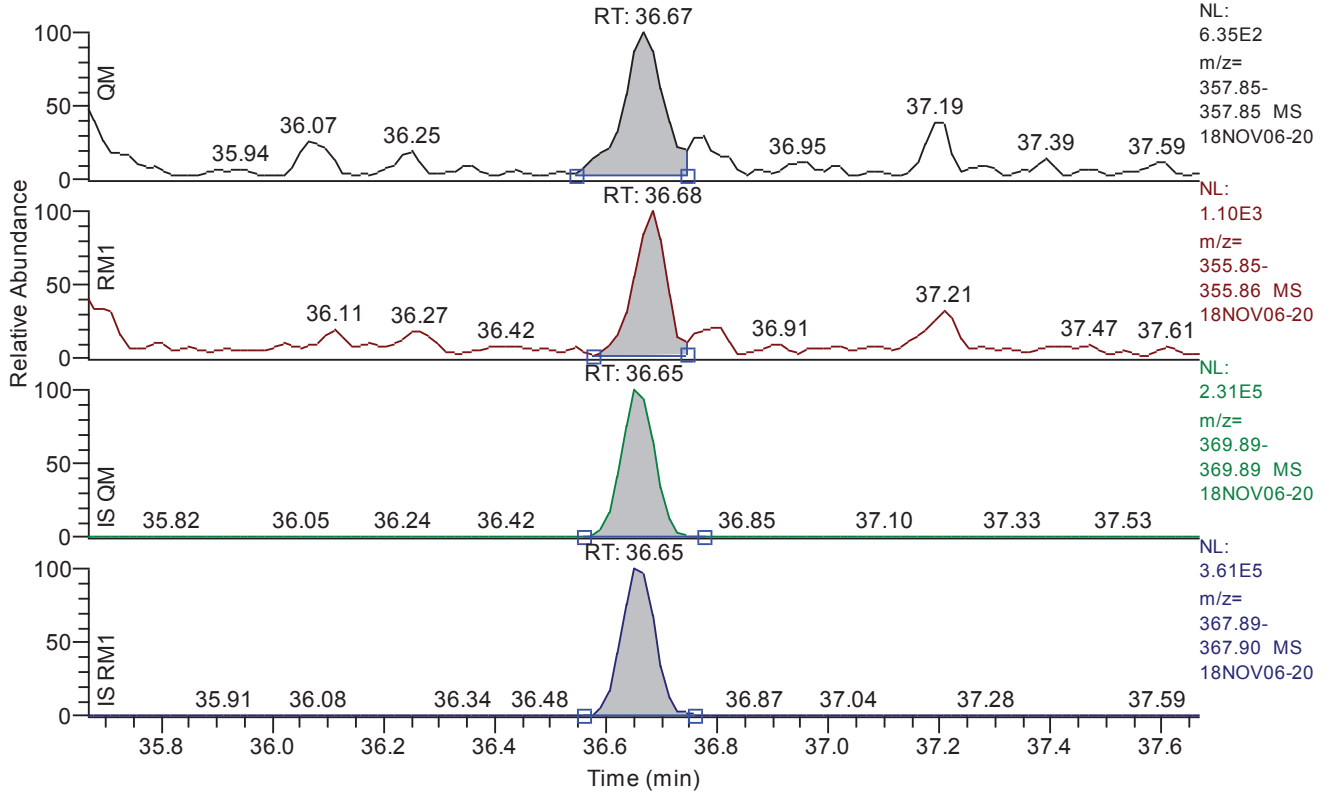 RT: 36.67
NL:
6.35E2
m/z=
357.85-
357.85 MS
18NOV06-20
100
50
0
QM
35.94
36.07
36.25
36.95
37.19
37.39
37.59
RT: 36.68
NL:
1.10E3
m/z=
355.85-
355.86 MS
18NOV06-20
100
50
0
RM1
36.11
36.27
36.42
36.91
37.21
37.47
37.61
Relative Abundance
RT: 36.65
NL:
2.31E5
m/z=
369.89-
369.89 MS
18NOV06-20
100
50
0
IS QM
35.82
36.05
36.24
36.42
36.85
37.10
37.33
37.53
RT: 36.65
NL:
3.61E5
m/z=
367.89-
367.90 MS
18NOV06-20
100
50
0
IS RM1
35.91
36.08
36.34
36.48
36.87
37.04
37.28
37.59
35.8 36.0 36.2 36.4 36.6 36.8 37.0 37.2 37.4 37.6
Time (min)